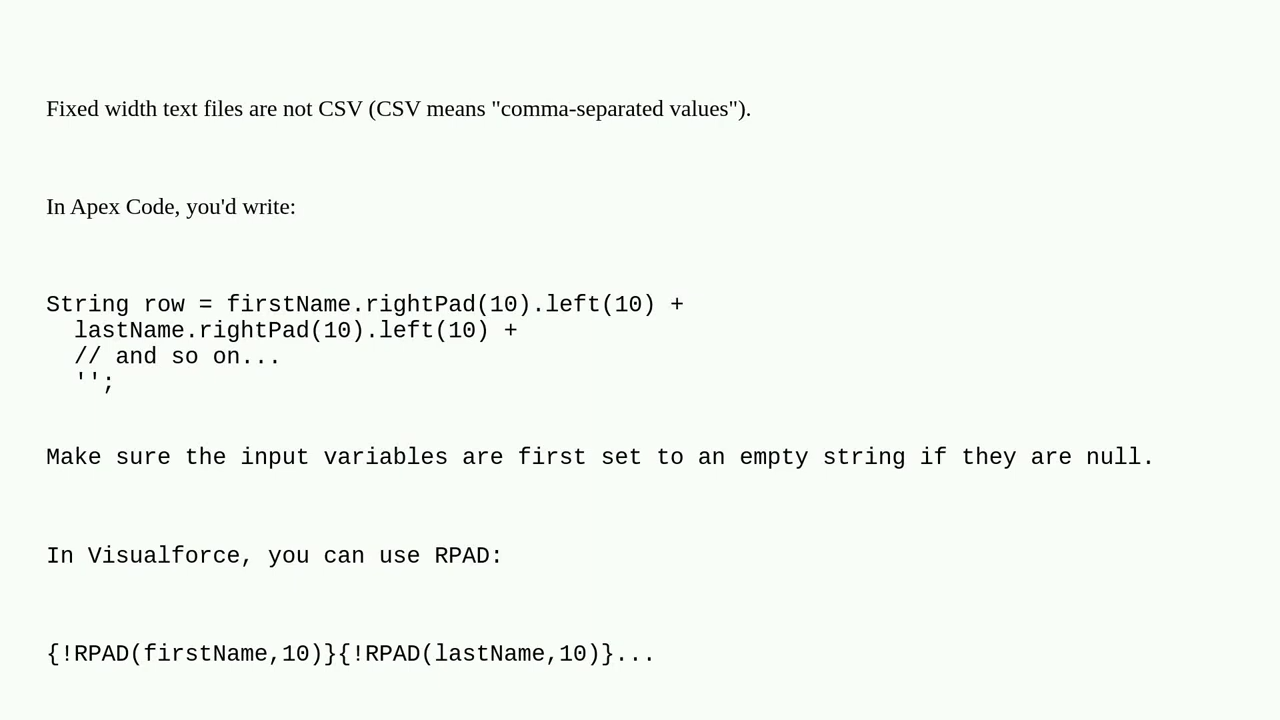 Fixed width text files are not CSV (CSV means "comma-separated values").
In Apex Code, you'd write:
String row = firstName.rightPad(10).left(10) +
  lastName.rightPad(10).left(10) +
  // and so on...
  '';
Make sure the input variables are first set to an empty string if they are null.
In Visualforce, you can use RPAD:
{!RPAD(firstName,10)}{!RPAD(lastName,10)}...